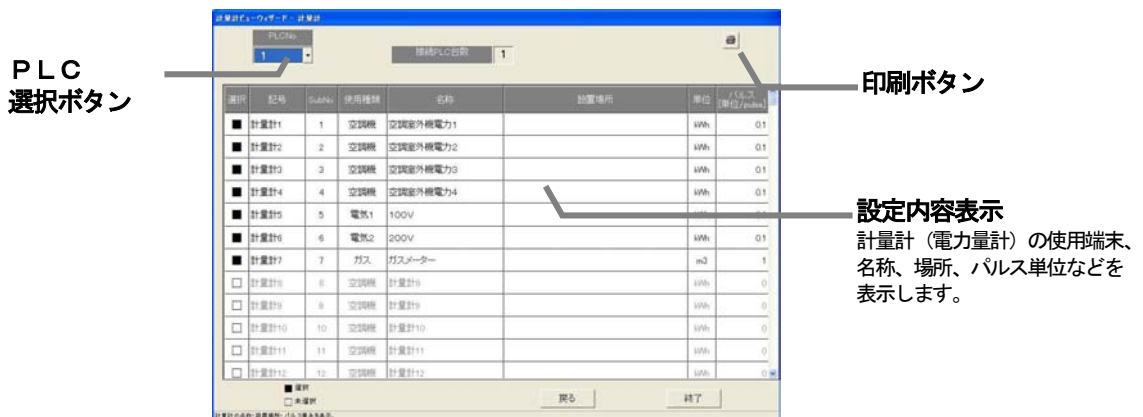 計量計ビューウィザード - 計量計
PLCNo
1
接続PLC台数 1
PLC
選択ボタン
印刷ボタン
選択 記号 SubNo 使用種類 名称 設置場所 単位 パルス
[単位/pulse]
■ 計量計1 1 空調機 空調室外機電力1 kWh 0.1
■ 計量計2 2 空調機 空調室外機電力2 kWh 0.1
■ 計量計3 3 空調機 空調室外機電力3 kWh 0.1
■ 計量計4 4 空調機 空調室外機電力4 kWh 0.1
■ 計量計5 5 電気1 100V
■ 計量計6 6 電気2 200V kWh 0.1
■ 計量計7 7 ガス ガスメーター m3 1
□ 計量計8 8 空調機 計量計8 kWh 0
□ 計量計9 9 空調機 計量計9 kWh 0
□ 計量計10 10 空調機 計量計10 kWh 0
□ 計量計11 11 空調機 計量計11 kWh 0
□ 計量計12 12 空調機 計量計12 kWh 0
設定内容表示
計量計（電力量計）の使用端末、
名称、場所、パルス単位などを
表示します。
■ 選択
□ 未選択
戻る 終了